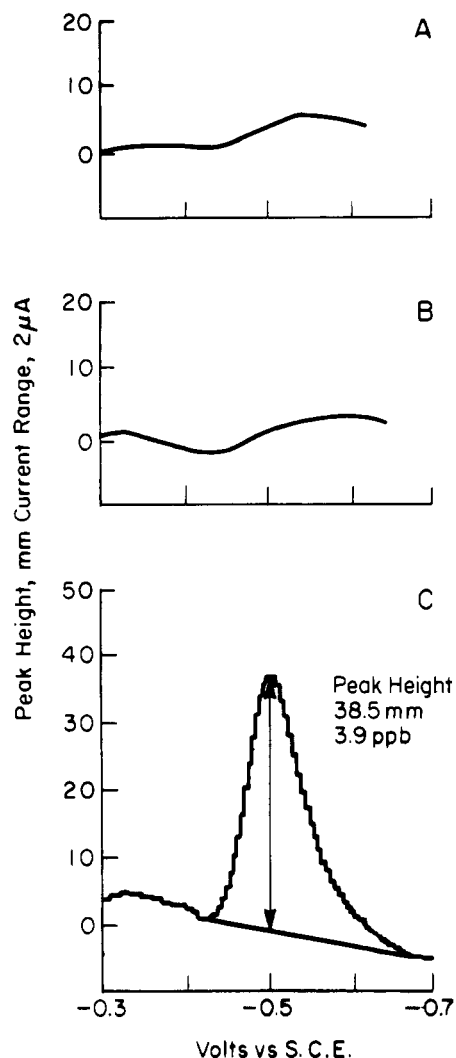 20
10
0
A
20
10
0
B
Peak Height, mm Current Range, 2μA
50
40
30
20
10
0
C
Peak Height
38.5 mm
3.9 ppb
-0.3
-0.5
-0.7
Volts vs S.C.E.